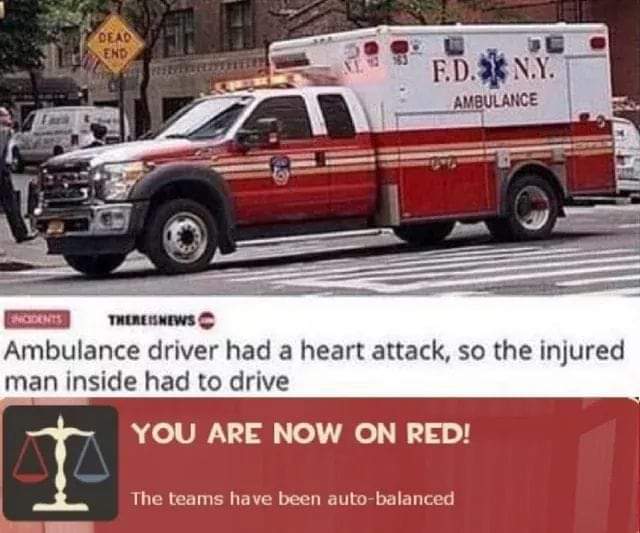 DEAD
END
F.D. N.Y.
AMBULANCE
INCIDENTS THEREISNEWS
Ambulance driver had a heart attack, so the injured
man inside had to drive
YOU ARE NOW ON RED!
The teams have been auto-balanced